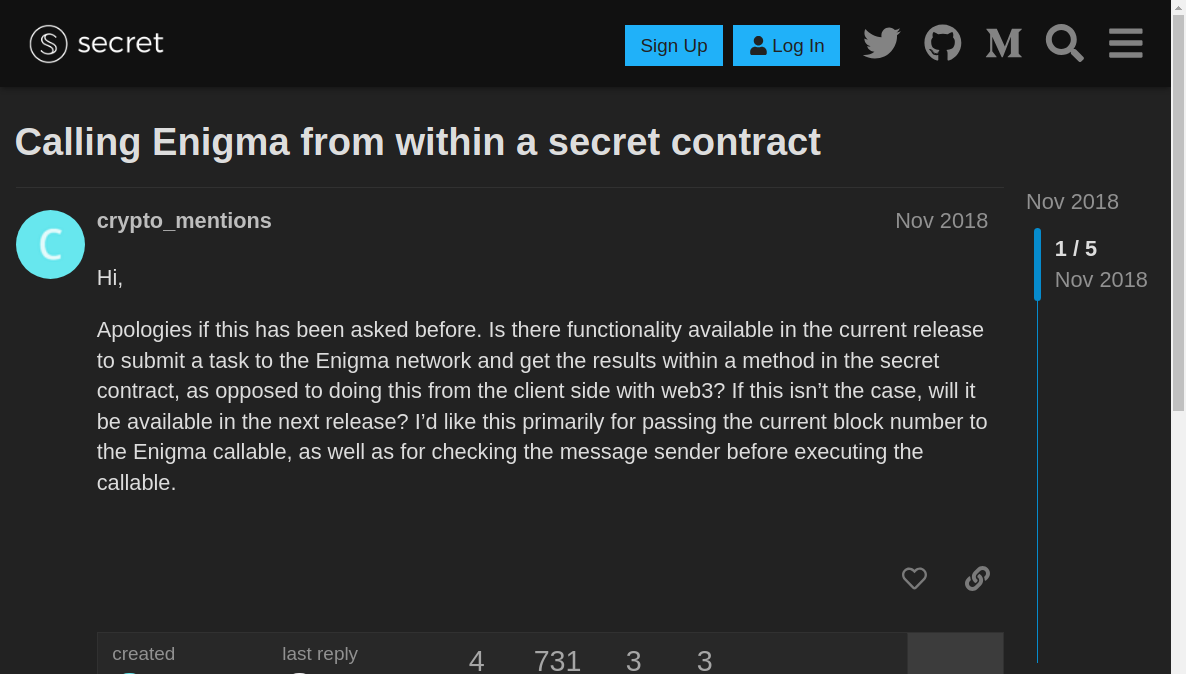 secret
Sign Up
Log In
Calling Enigma from within a secret contract
Nov 2018
C
crypto_mentions
Nov 2018
1 / 5
Nov 2018
Hi,
Apologies if this has been asked before. Is there functionality available in the current release
to submit a task to the Enigma network and get the results within a method in the secret
contract, as opposed to doing this from the client side with web3? If this isn’t the case, will it
be available in the next release? I’d like this primarily for passing the current block number to
the Enigma callable, as well as for checking the message sender before executing the
callable.
created
last reply
4
731
3
3